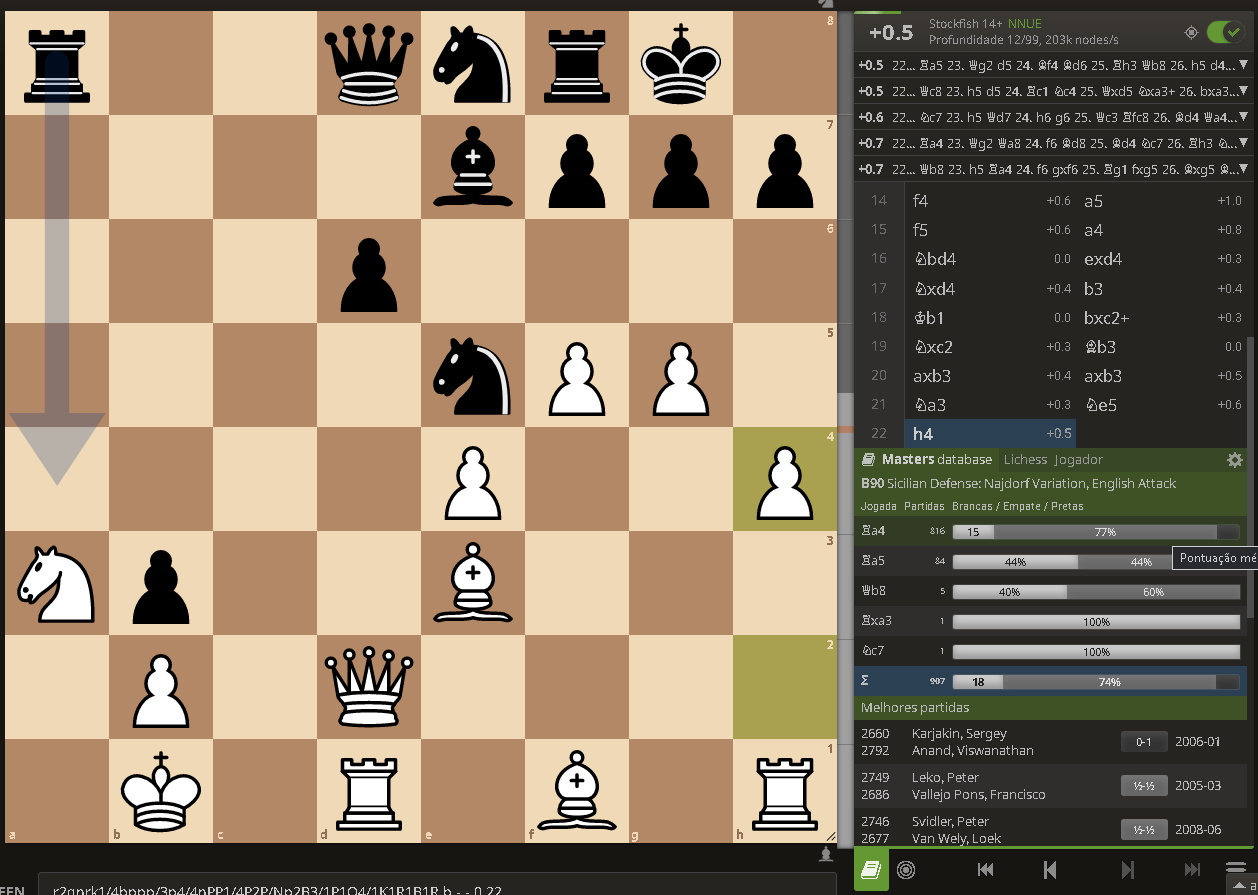 8
7
6
5
4
3
2
1
a b c d e f g h
FEN r2qnrk1/4bppp/3p4/4nPP1/4P2P/Np2B3/1P1Q4/1K1R1B1R b - - 0 22
+0.5 Stockfish 14+ NNUE
Profundidade 12/99, 203k nodes/s
+0.5 22... ♖a5 23. ♕g2 d5 24. ♗f4 ♗d6 25. ♖h3 ♕b8 26. h5 d4...
+0.5 22... ♕c8 23. h5 d5 24. ♖c1 ♘c4 25. ♕xd5 ♘xa3+ 26. bxa3...
+0.6 22... ♘c7 23. h5 ♕d7 24. h6 g6 25. ♕c3 ♖fc8 26. ♗d4 ♕a4...
+0.7 22... ♖a4 23. ♕g2 ♕a8 24. f6 ♗d8 25. ♗d4 ♘c7 26. ♖h3 ♘...
+0.7 22... ♕b8 23. h5 ♖a4 24. f6 gxf6 25. ♖g1 fxg5 26. ♗xg5 ♗...
14 f4 +0.6 a5 +1.0
15 f5 +0.6 a4 +0.8
16 ♘bd4 0.0 exd4 +0.3
17 ♘xd4 +0.4 b3 +0.4
18 ♔b1 0.0 bxc2+ +0.3
19 ♘xc2 +0.3 ♗b3 0.0
20 axb3 +0.4 axb3 +0.5
21 ♘a3 +0.3 ♘e5 +0.6
22 h4 +0.5
Masters database Lichess Jogador
B90 Sicilian Defense: Najdorf Variation, English Attack
Jogada Partidas Brancas / Empate / Pretas
♖a4 816 15 77%
♖a5 84 44% 44%
Pontuação mé
♕b8 5 40% 60%
♖xa3 1 100%
♘c7 1 100%
Σ 907 18 74%
Melhores partidas
2660 Karjakin, Sergey 0-1 2006-01
2792 Anand, Viswanathan
2749 Leko, Peter ½-½ 2005-03
2686 Vallejo Pons, Francisco
2746 Svidler, Peter ½-½ 2008-06
2677 Van Wely, Loek